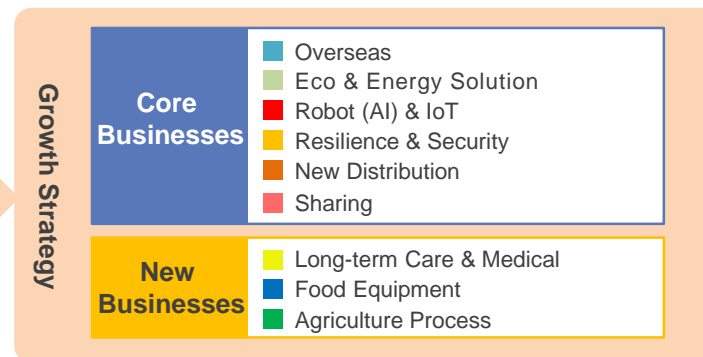 Growth Strategy
Core
Businesses
Overseas
Eco & Energy Solution
Robot (AI) & IoT
Resilience & Security
New Distribution
Sharing
New
Businesses
Long-term Care & Medical
Food Equipment
Agriculture Process